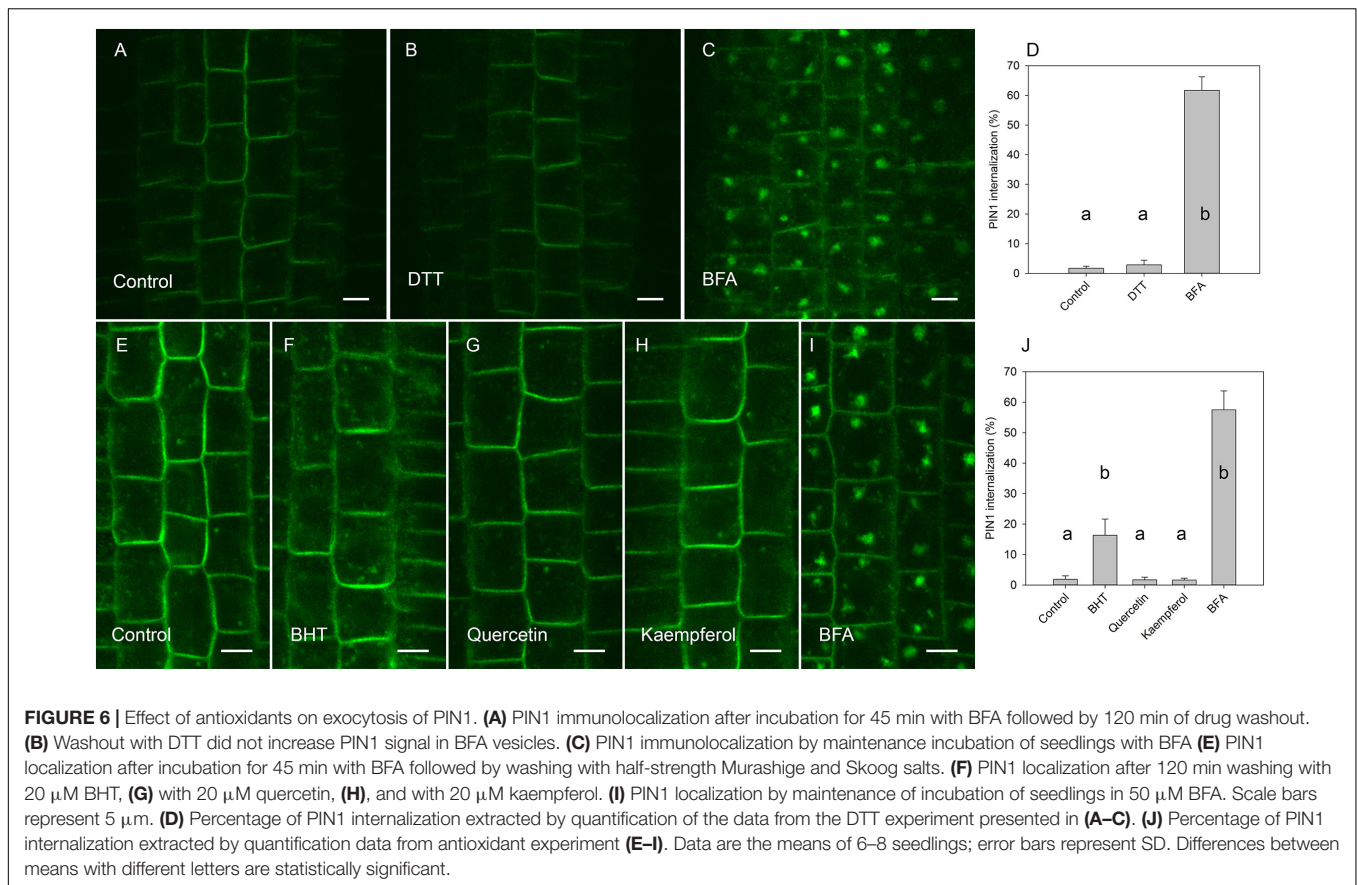 A
B
C
Control
DTT
BFA
D
70
60
50
40
30
20
10
0
PIN1 internalization (%)
a
a
b
Control
DTT
BFA
E
F
G
H
I
Control
BHT
Quercetin
Kaempferol
BFA
J
70
60
50
40
30
20
10
0
PIN1 internalization (%)
a
b
a
a
b
Control
BHT
Quercetin
Kaempferol
BFA
FIGURE 6 | Effect of antioxidants on exocytosis of PIN1. (A) PIN1 immunolocalization after incubation for 45 min with BFA followed by 120 min of drug washout.
(B) Washout with DTT did not increase PIN1 signal in BFA vesicles. (C) PIN1 immunolocalization by maintenance incubation of seedlings with BFA (E) PIN1
localization after incubation for 45 min with BFA followed by washing with half-strength Murashige and Skoog salts. (F) PIN1 localization after 120 min washing with
20 μM BHT, (G) with 20 μM quercetin, (H), and with 20 μM kaempferol. (I) PIN1 localization by maintenance of incubation of seedlings in 50 μM BFA. Scale bars
represent 5 μm. (D) Percentage of PIN1 internalization extracted by quantification of the data from the DTT experiment presented in (A–C). (J) Percentage of PIN1
internalization extracted by quantification data from antioxidant experiment (E–I). Data are the means of 6–8 seedlings; error bars represent SD. Differences between
means with different letters are statistically significant.